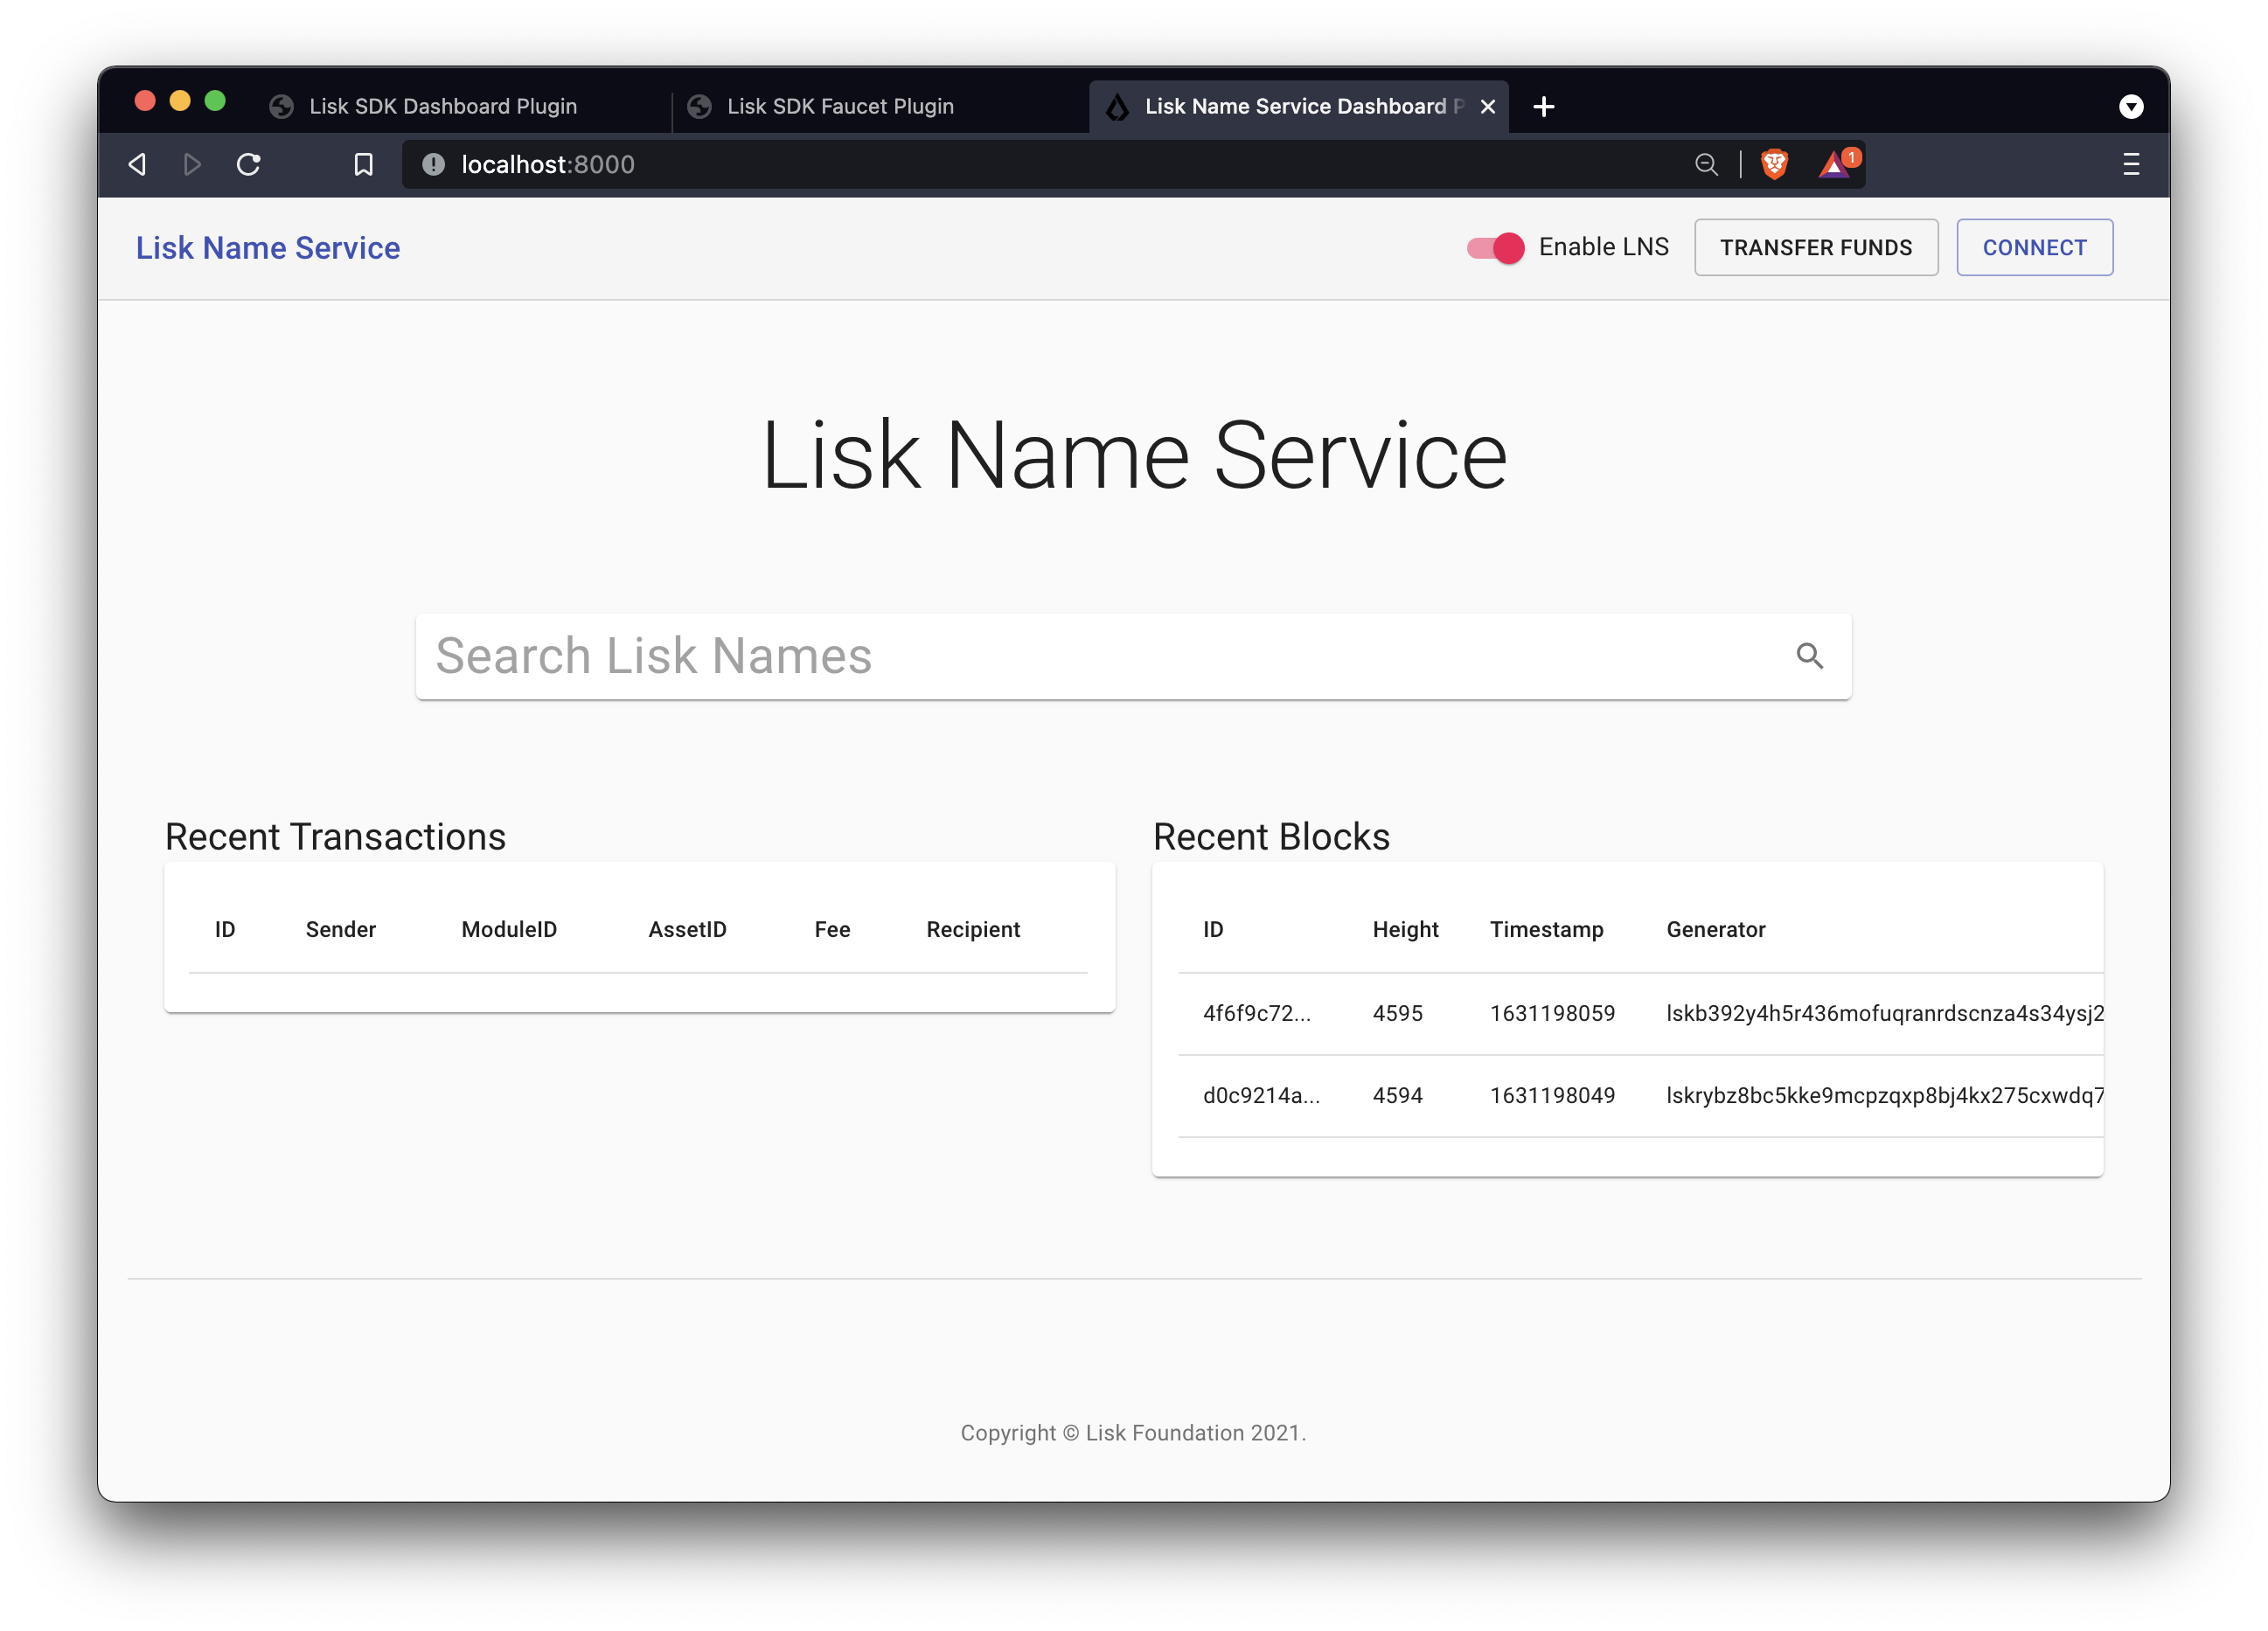 Lisk SDK Dashboard Plugin
Lisk SDK Faucet Plugin
Lisk Name Service Dashboard P
localhost:8000
1
Lisk Name Service
Enable LNS
TRANSFER FUNDS
CONNECT
Lisk Name Service
Search Lisk Names
Recent Transactions
ID Sender ModuleID AssetID Fee Recipient
Recent Blocks
ID Height Timestamp Generator
4f6f9c72... 4595 1631198059 lskb392y4h5r436mofuqranrdscnza4s34ysj2
d0c9214a... 4594 1631198049 lskrybz8bc5kke9mcpzqxp8bj4kx275cxwdq7
Copyright © Lisk Foundation 2021.